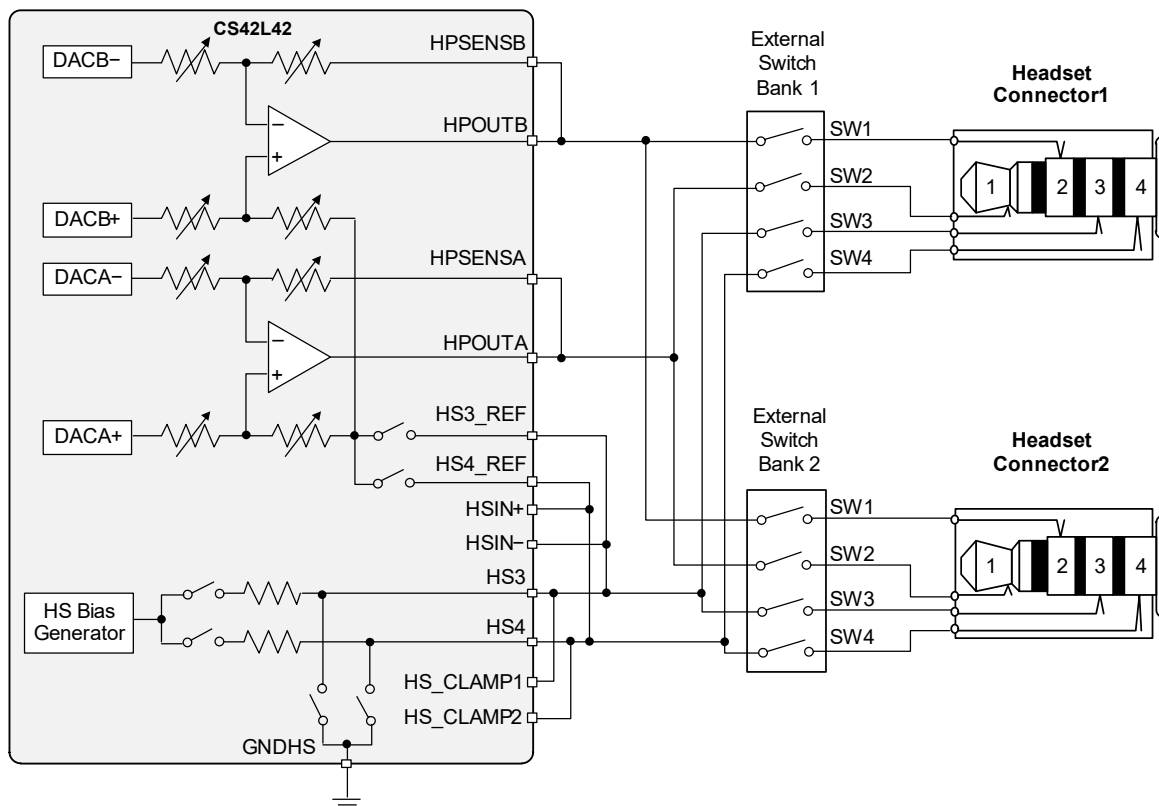 CS42L42
DACB−
HPSENSB
HPOUTB
DACB+
DACA−
HPSENSA
HPOUTA
DACA+
HS3_REF
HS4_REF
HSIN+
HSIN−
HS3
HS Bias
Generator
HS4
HS_CLAMP1
HS_CLAMP2
GNDHS
External
Switch
Bank 1
SW1
SW2
SW3
SW4
Headset
Connector1
1
2
3
4
External
Switch
Bank 2
SW1
SW2
SW3
SW4
Headset
Connector2
1
2
3
4